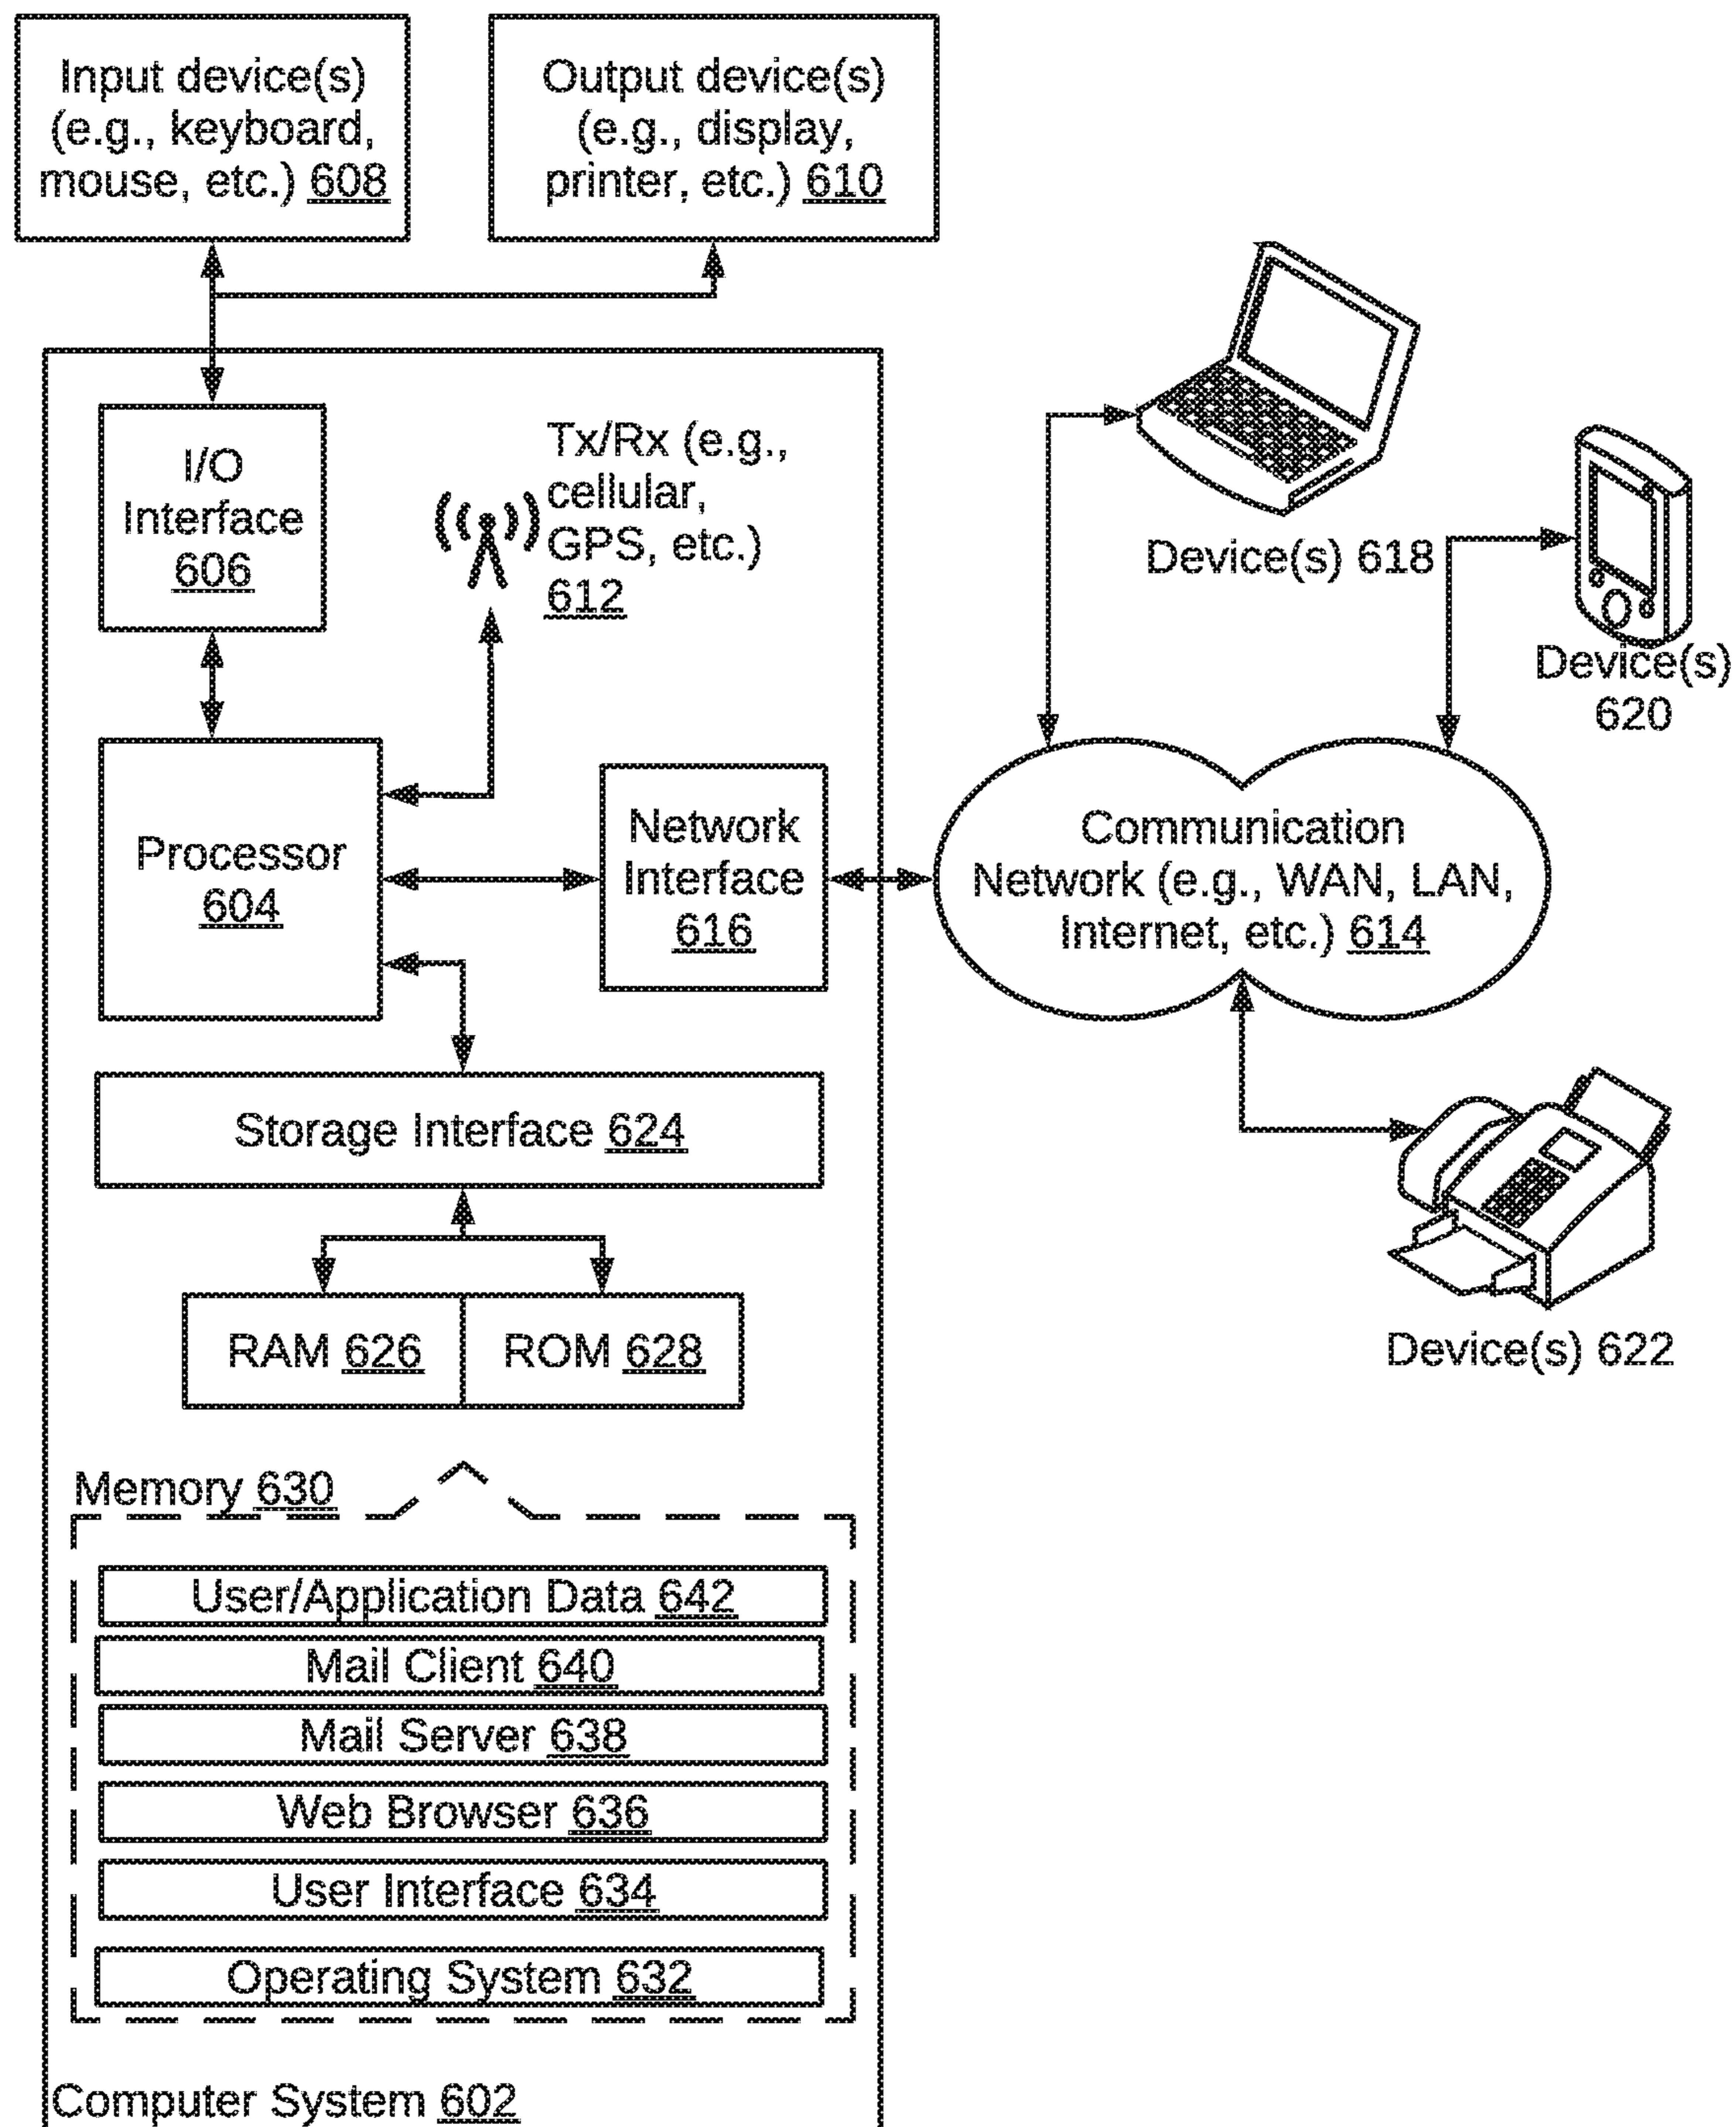 Input device(s)
(e.g., keyboard,
mouse, etc.) 608
Output device(s)
(e.g., display,
printer, etc.) 610
I/O
Interface
606
Tx/Rx (e.g.,
cellular,
GPS, etc.)
612
Device(s) 618
Device(s)
620
Processor
604
Network
Interface
616
Communication
Network (e.g., WAN, LAN,
Internet, etc.) 614
Storage Interface 624
RAM 626
ROM 628
Device(s) 622
Memory 630
User/Application Data 642
Mail Client 640
Mail Server 638
Web Browser 636
User Interface 634
Operating System 632
Computer System 602